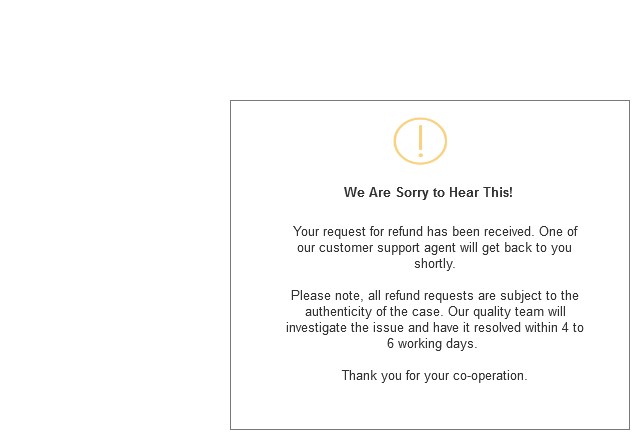 We Are Sorry to Hear This!
Your request for refund has been received. One of
our customer support agent will get back to you
shortly.
Please note, all refund requests are subject to the
authenticity of the case. Our quality team will
investigate the issue and have it resolved within 4 to
6 working days.
Thank you for your co-operation.